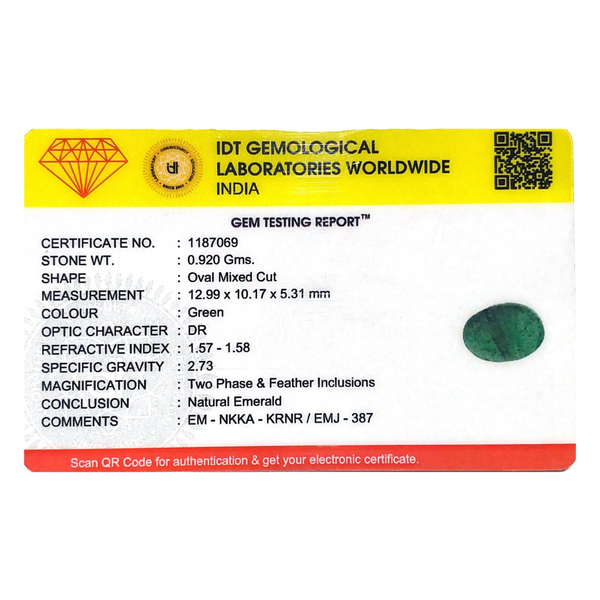 IDT GEMOLOGICAL
LABORATORIES WORLDWIDE
INDIA
GEM TESTING REPORT™
CERTIFICATE NO. : 1187069
STONE WT. : 0.920 Gms.
SHAPE : Oval Mixed Cut
MEASUREMENT : 12.99 x 10.17 x 5.31 mm
COLOUR : Green
OPTIC CHARACTER : DR
REFRACTIVE INDEX : 1.57 - 1.58
SPECIFIC GRAVITY : 2.73
MAGNIFICATION : Two Phase & Feather Inclusions
CONCLUSION : Natural Emerald
COMMENTS : EM - NKKA - KRNR / EMJ - 387
Scan QR Code for authentication & get your electronic certificate.